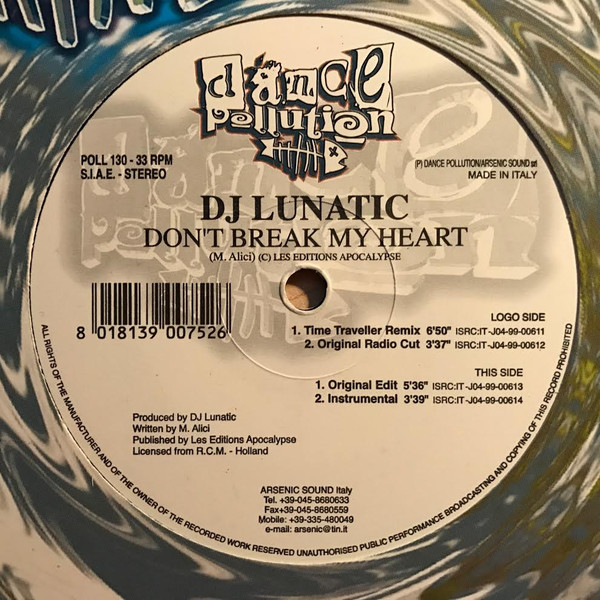 dance
pollution
POLL 130 - 33 RPM
S.I.A.E. - STEREO
(P) DANCE POLLUTION/ARSENIC SOUND srl
MADE IN ITALY
DJ LUNATIC
DON'T BREAK MY HEART
(M. Alici) (C) LES EDITIONS APOCALYPSE
8 018139 007526
LOGO SIDE
1. Time Traveller Remix 6'50" ISRC:IT-J04-99-00611
2. Original Radio Cut 3'37" ISRC:IT-J04-99-00612
THIS SIDE
1. Original Edit 5'36" ISRC:IT-J04-99-00613
2. Instrumental 3'39" ISRC:IT-J04-99-00614
Produced by DJ Lunatic
Written by M. Alici
Published by Les Editions Apocalypse
Licensed from R.C.M. - Holland
ARSENIC SOUND Italy
Tel. +39-045-8680633
Fax+39-045-8680559
Mobile: +39-335-480049
e-mail: arsenic@tin.it
ALL RIGHTS OF THE MANUFACTURER AND OF THE OWNER OF THE RECORDED WORK RESERVED UNAUTHORISED PUBLIC PERFORMANCE BROADCASTING AND COPYING OF THIS RECORD PROHIBITED